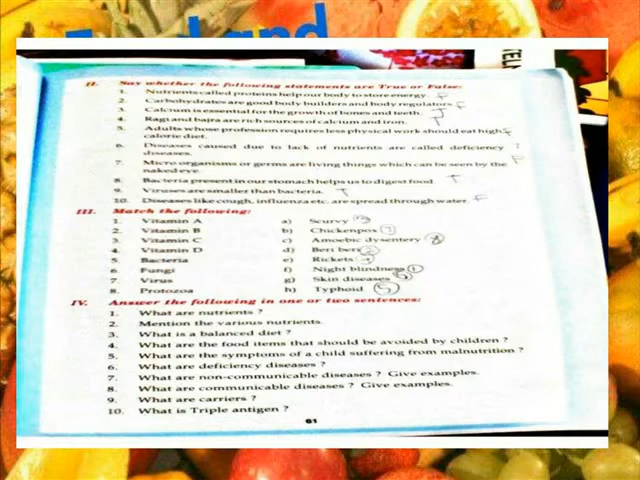 Food and
II. Say whether the following statements are True or False:
1. Nutrients called proteins help our body to store energy. F
2. Carbohydrates are good body builders and body regulators. F
3. Calcium is essential for the growth of bones and teeth. T
4. Ragi and bajra are rich sources of calcium and iron. T
5. Adults whose profession requires less physical work should eat high F
calorie diet.
6. Diseases caused due to lack of nutrients are called deficiency T
diseases.
7. Micro organisms or germs are living things which can be seen by the F
naked eye.
8. Bacteria present in our stomach helps us to digest food. T
9. Viruses are smaller than bacteria. T
10. Diseases like cough, influenza etc. are spread through water. F
III. Match the following:
1. Vitamin A a) Scurvy 3
2. Vitamin B b) Chickenpox 7
3. Vitamin C c) Amoebic dysentery 8
4. Vitamin D d) Beri beri 2
5. Bacteria e) Rickets 4
6. Fungi f) Night blindness 1
7. Virus g) Skin diseases 6
8. Protozoa h) Typhoid 5
IV. Answer the following in one or two sentences:
1. What are nutrients ?
2. Mention the various nutrients.
3. What is a balanced diet ?
4. What are the food items that should be avoided by children ?
5. What are the symptoms of a child suffering from malnutrition ?
6. What are deficiency diseases ?
7. What are non-communicable diseases ? Give examples.
8. What are communicable diseases ? Give examples.
9. What are carriers ?
10. What is Triple antigen ?
61